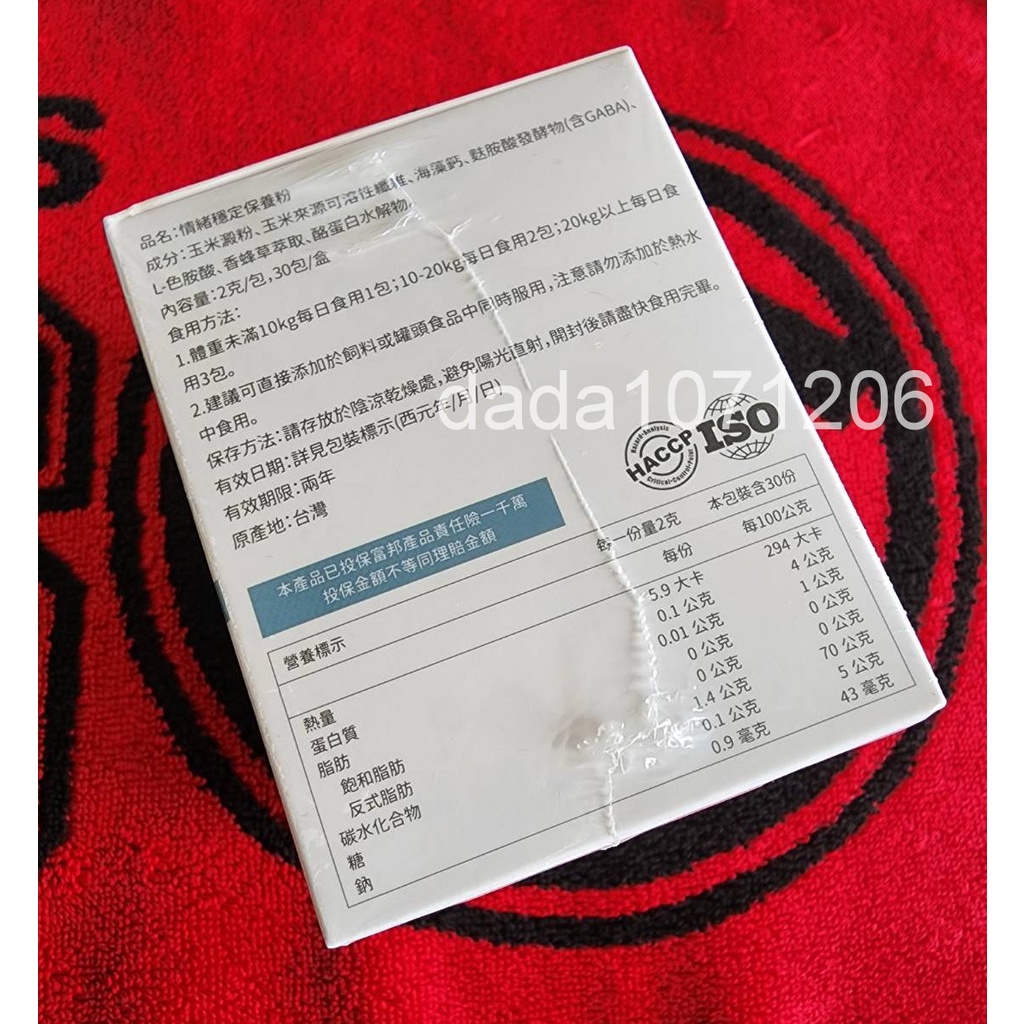 品名:情緒穩定保養粉
成分:玉米澱粉、玉米來源可溶性纖維、海藻鈣、麩胺酸發酵物(含GABA)、
L-色胺酸、香蜂草萃取、酪蛋白水解物
內容量:2克/包,30包/盒
食用方法:
1.體重未滿10kg每日食用1包;10-20kg每日食用2包;20kg以上每日食
用3包。
2.建議可直接添加於飼料或罐頭食品中同時服用,注意請勿添加於熱水
中食用。
保存方法:請存放於陰涼乾燥處,避免陽光直射,開封後請盡快食用完畢。
有效日期:詳見包裝標示(西元年/月/日)
有效期限:兩年
原產地:台灣
dada1071206
Hazard-Analysis
HACCP
Critical-Control-Point
ISO
本產品已投保富邦產品責任險一千萬
投保金額不等同理賠金額
營養標示
每一份量2克 本包裝含30份
每份 每100公克
熱量 5.9 大卡 294 大卡
蛋白質 0.1 公克 4 公克
脂肪 0.01 公克 1 公克
飽和脂肪 0 公克 0 公克
反式脂肪 0 公克 0 公克
碳水化合物 1.4 公克 70 公克
糖 0.1 公克 5 公克
鈉 0.9 毫克 43 毫克